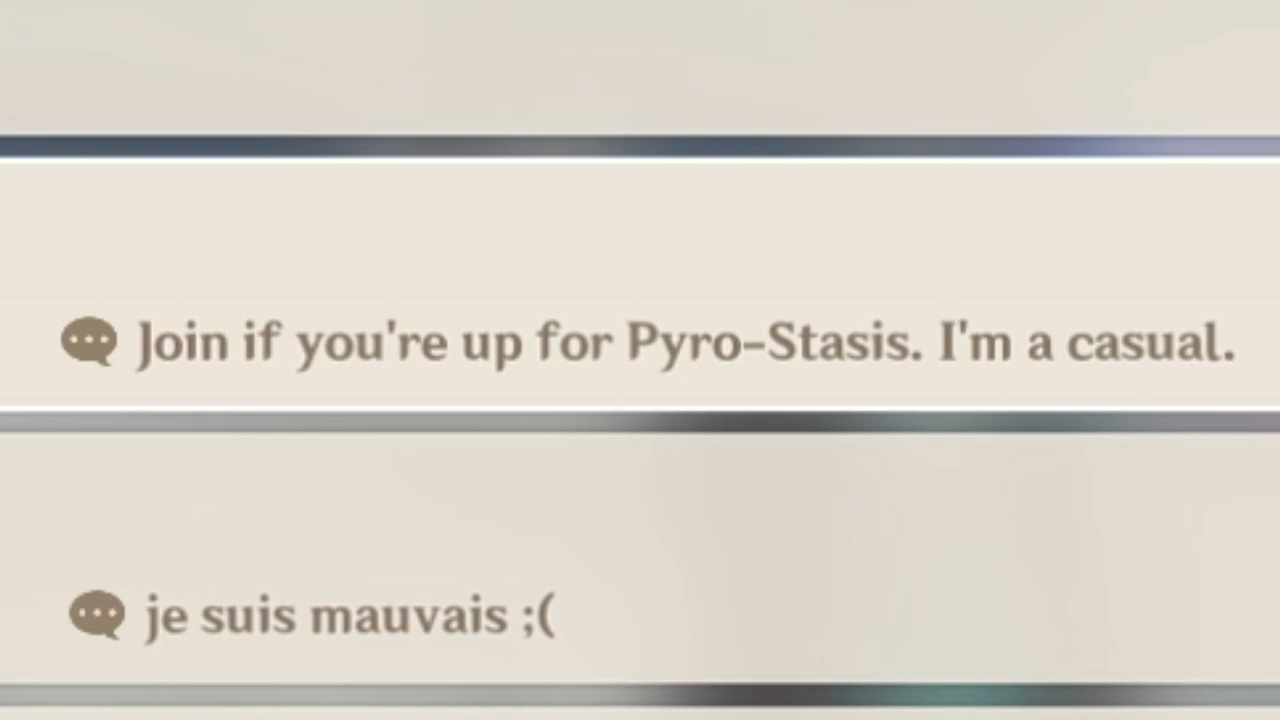 Join if you're up for Pyro-Stasis. I'm a casual.
je suis mauvais ;(